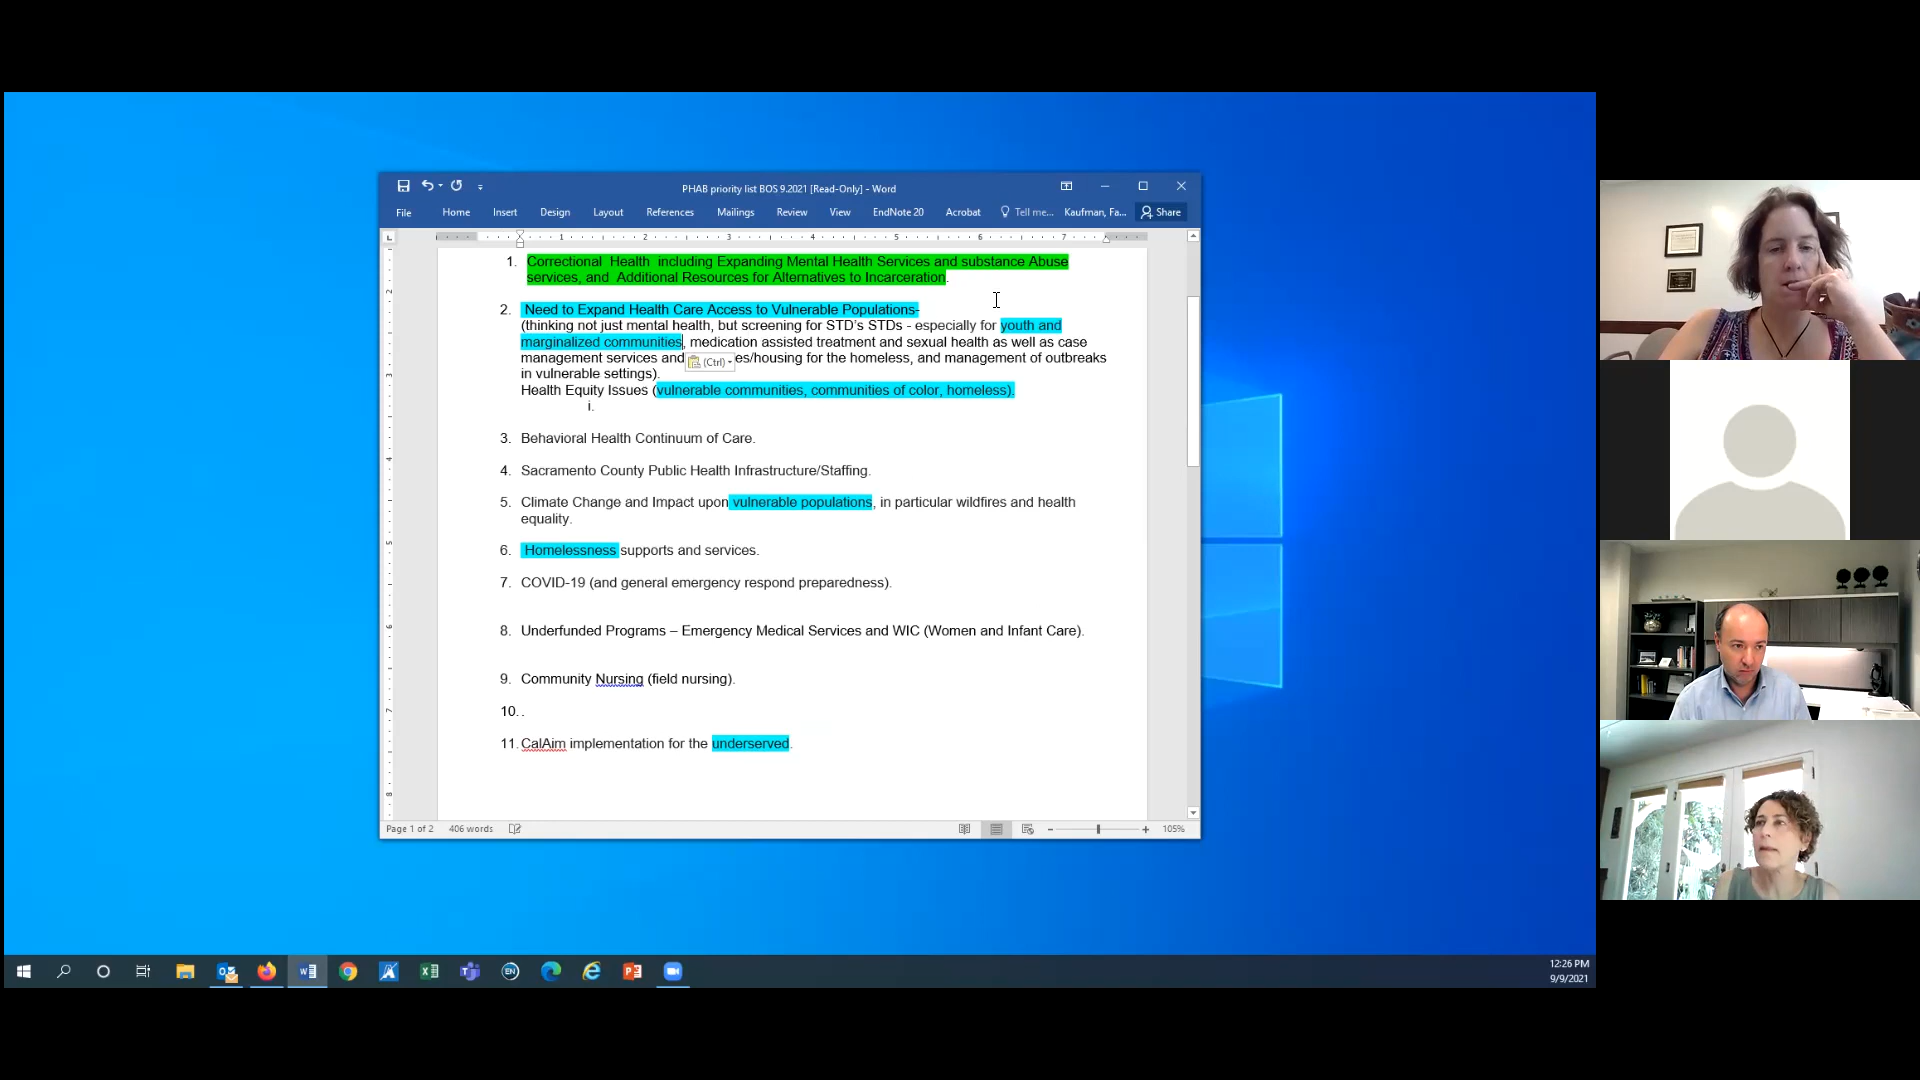 PHAB priority list BOS 9.2021 [Read-Only] - Word
File Home Insert Design Layout References Mailings Review View EndNote 20 Acrobat Tell me... Kaufman, Fa... Share
1 2 3 4 5 6 7
1. Correctional Health including Expanding Mental Health Services and substance Abuse
services, and Additional Resources for Alternatives to Incarceration.
2. Need to Expand Health Care Access to Vulnerable Populations-
(thinking not just mental health, but screening for STD's STDs - especially for youth and
marginalized communities, medication assisted treatment and sexual health as well as case
management services and es/housing for the homeless, and management of outbreaks
(Ctrl)
in vulnerable settings).
Health Equity Issues (vulnerable communities, communities of color, homeless).
i.
3. Behavioral Health Continuum of Care.
4. Sacramento County Public Health Infrastructure/Staffing.
5. Climate Change and Impact upon vulnerable populations, in particular wildfires and health
equality.
6. Homelessness supports and services.
7. COVID-19 (and general emergency respond preparedness).
8. Underfunded Programs – Emergency Medical Services and WIC (Women and Infant Care).
9. Community Nursing (field nursing).
10. .
11. CalAim implementation for the underserved.
Page 1 of 2 406 words 105%
12:26 PM
9/9/2021